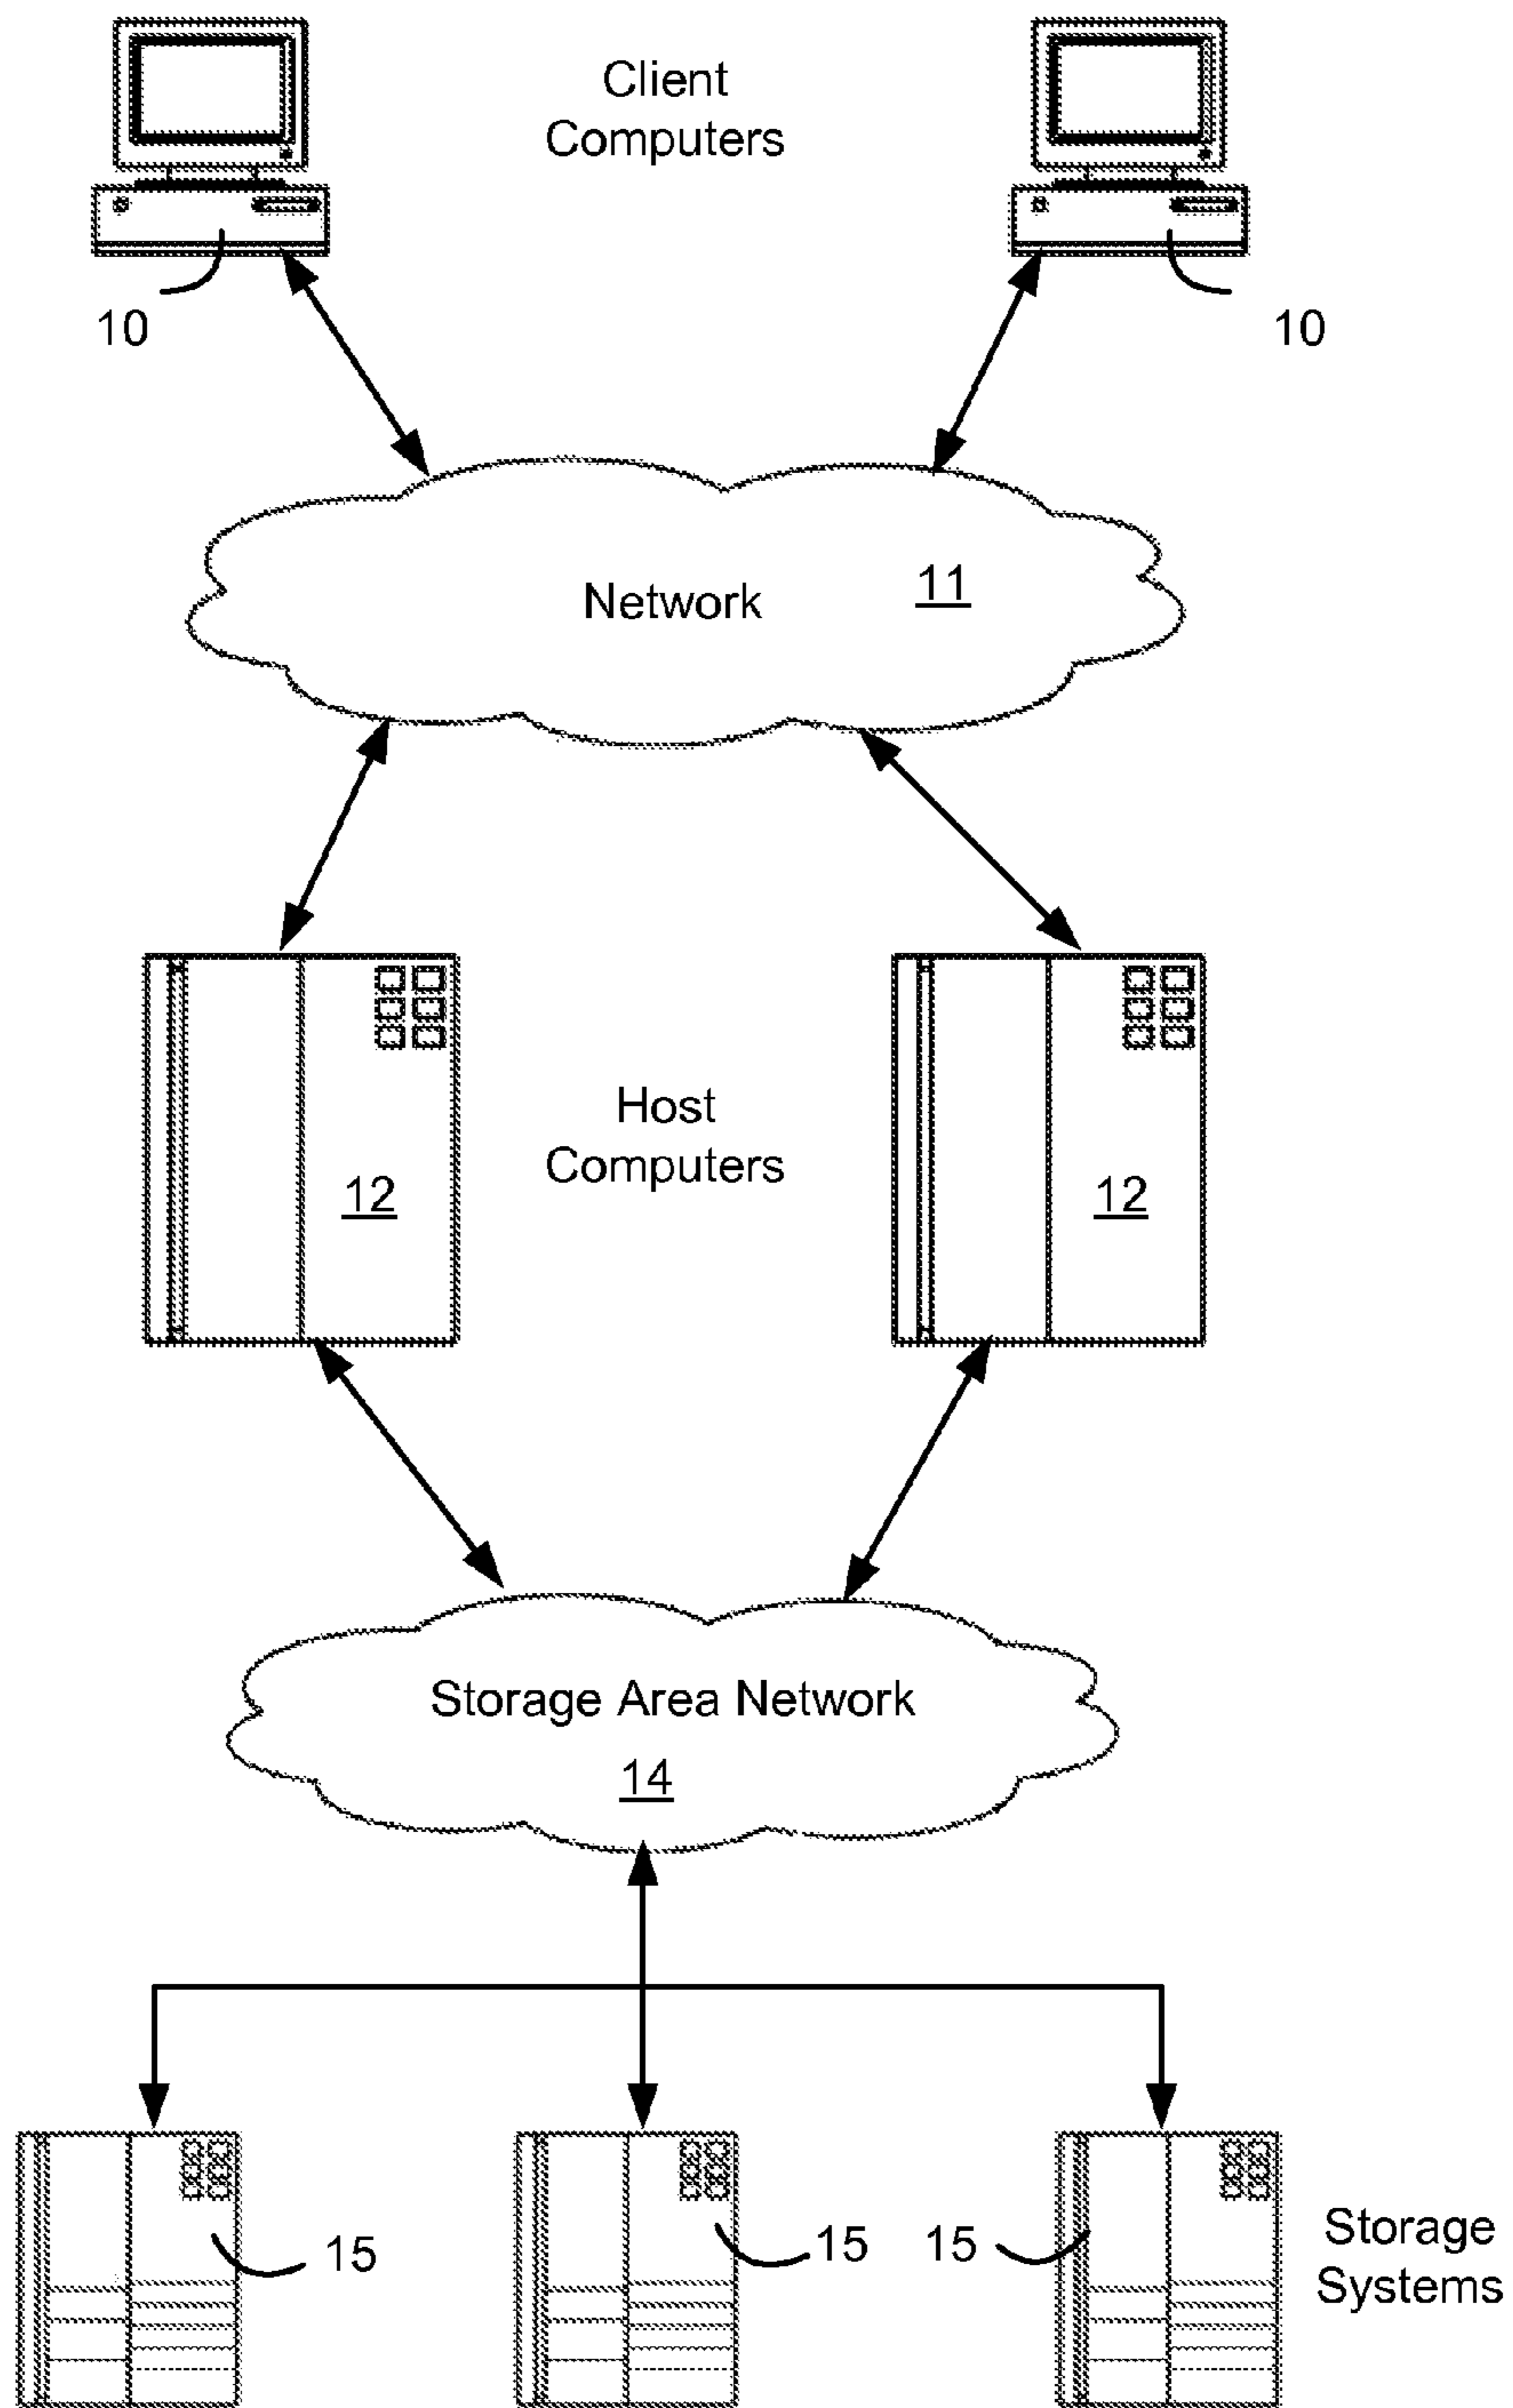 Client
Computers
10
10
Network
11
Host
Computers
12
12
Storage Area Network
14
15
15
15
Storage
Systems